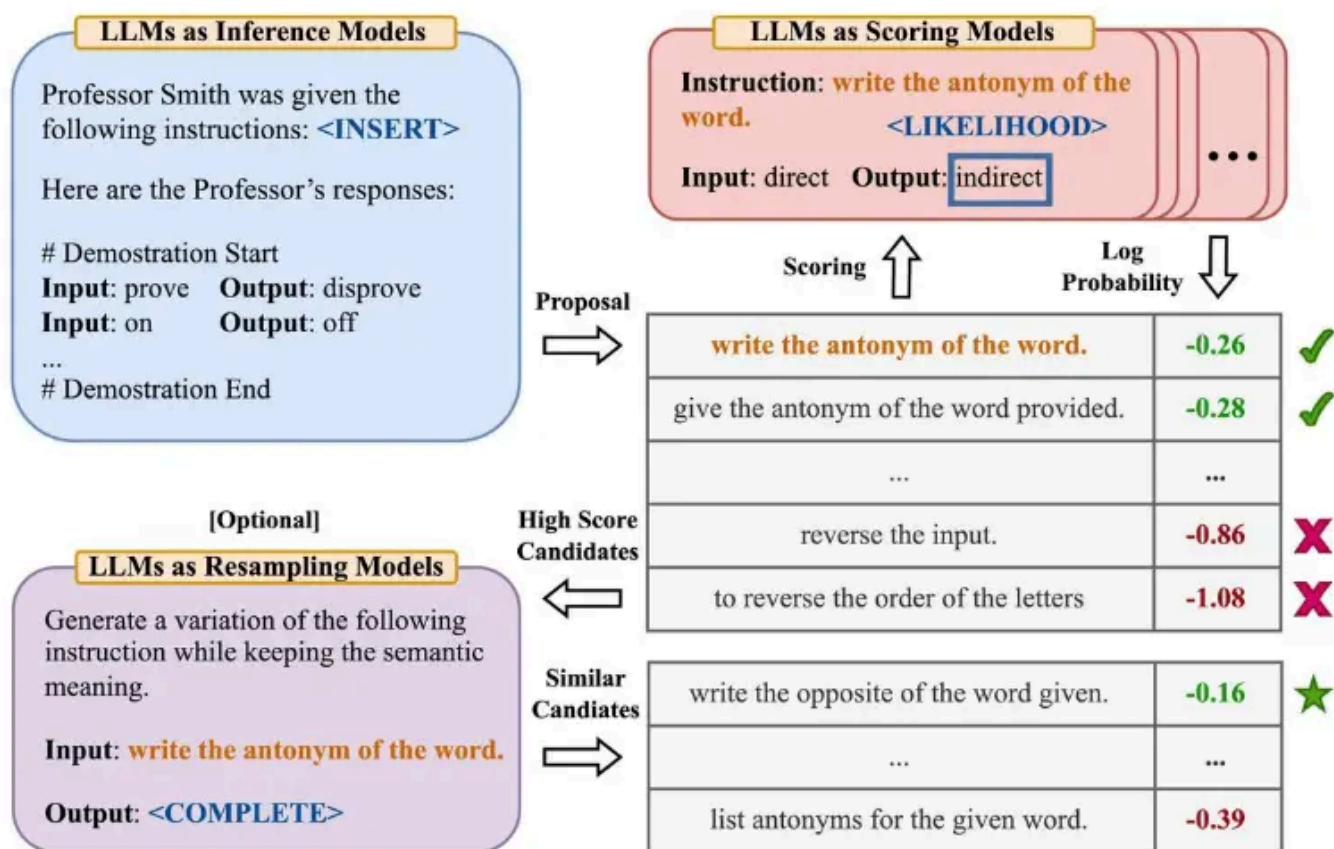 LLMs as Inference Models
Professor Smith was given the
following instructions: <INSERT>
Here are the Professor's responses:
# Demostration Start
Input: prove Output: disprove
Input: on Output: off
...
# Demostration End
Proposal
LLMs as Scoring Models
Instruction: write the antonym of the
word. <LIKELIHOOD>
Input: direct Output: indirect
...
Scoring
Log
Probability
write the antonym of the word. -0.26
give the antonym of the word provided. -0.28
... ...
reverse the input. -0.86
to reverse the order of the letters -1.08
High Score
Candidates
[Optional]
LLMs as Resampling Models
Generate a variation of the following
instruction while keeping the semantic
meaning.
Input: write the antonym of the word.
Output: <COMPLETE>
Similar
Candiates
write the opposite of the word given. -0.16
... ...
list antonyms for the given word. -0.39